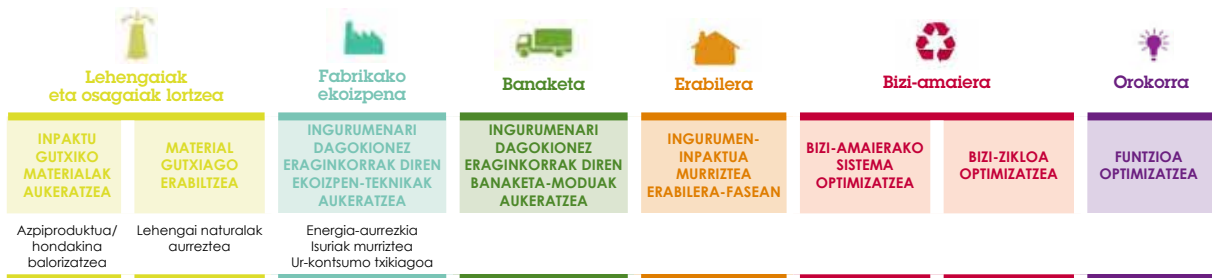 Lehengaiak
eta osagaiak lortzea
Fabrikako
ekoizpena
Banaketa
Erabilera
Bizi-amaiera
Orokorra
INPAKTU
GUTXIKO
MATERIALAK
AUKERATZEA
MATERIAL
GUTXIAGO
ERABILTZEA
INGURUMENARI
DAGOKIONEZ
ERAGINKORRAK DIREN
EKOIZPEN-TEKNIKAK
AUKERATZEA
INGURUMENARI
DAGOKIONEZ
ERAGINKORRAK DIREN
BANAKETA-MODUAK
AUKERATZEA
INGURUMEN-
INPAKTUA
MURRIZTEA
ERABILERA-FASEAN
BIZI-AMAIERAKO
SISTEMA
OPTIMIZATZEA
BIZI-ZIKLOA
OPTIMIZATZEA
FUNTZIOA
OPTIMIZATZEA
Azpiproduktua/
hondakina
balorizatzea
Lehengai naturalak
aurreztea
Energia-aurrezkia
Isuriak murriztea
Ur-kontsumo txikiagoa